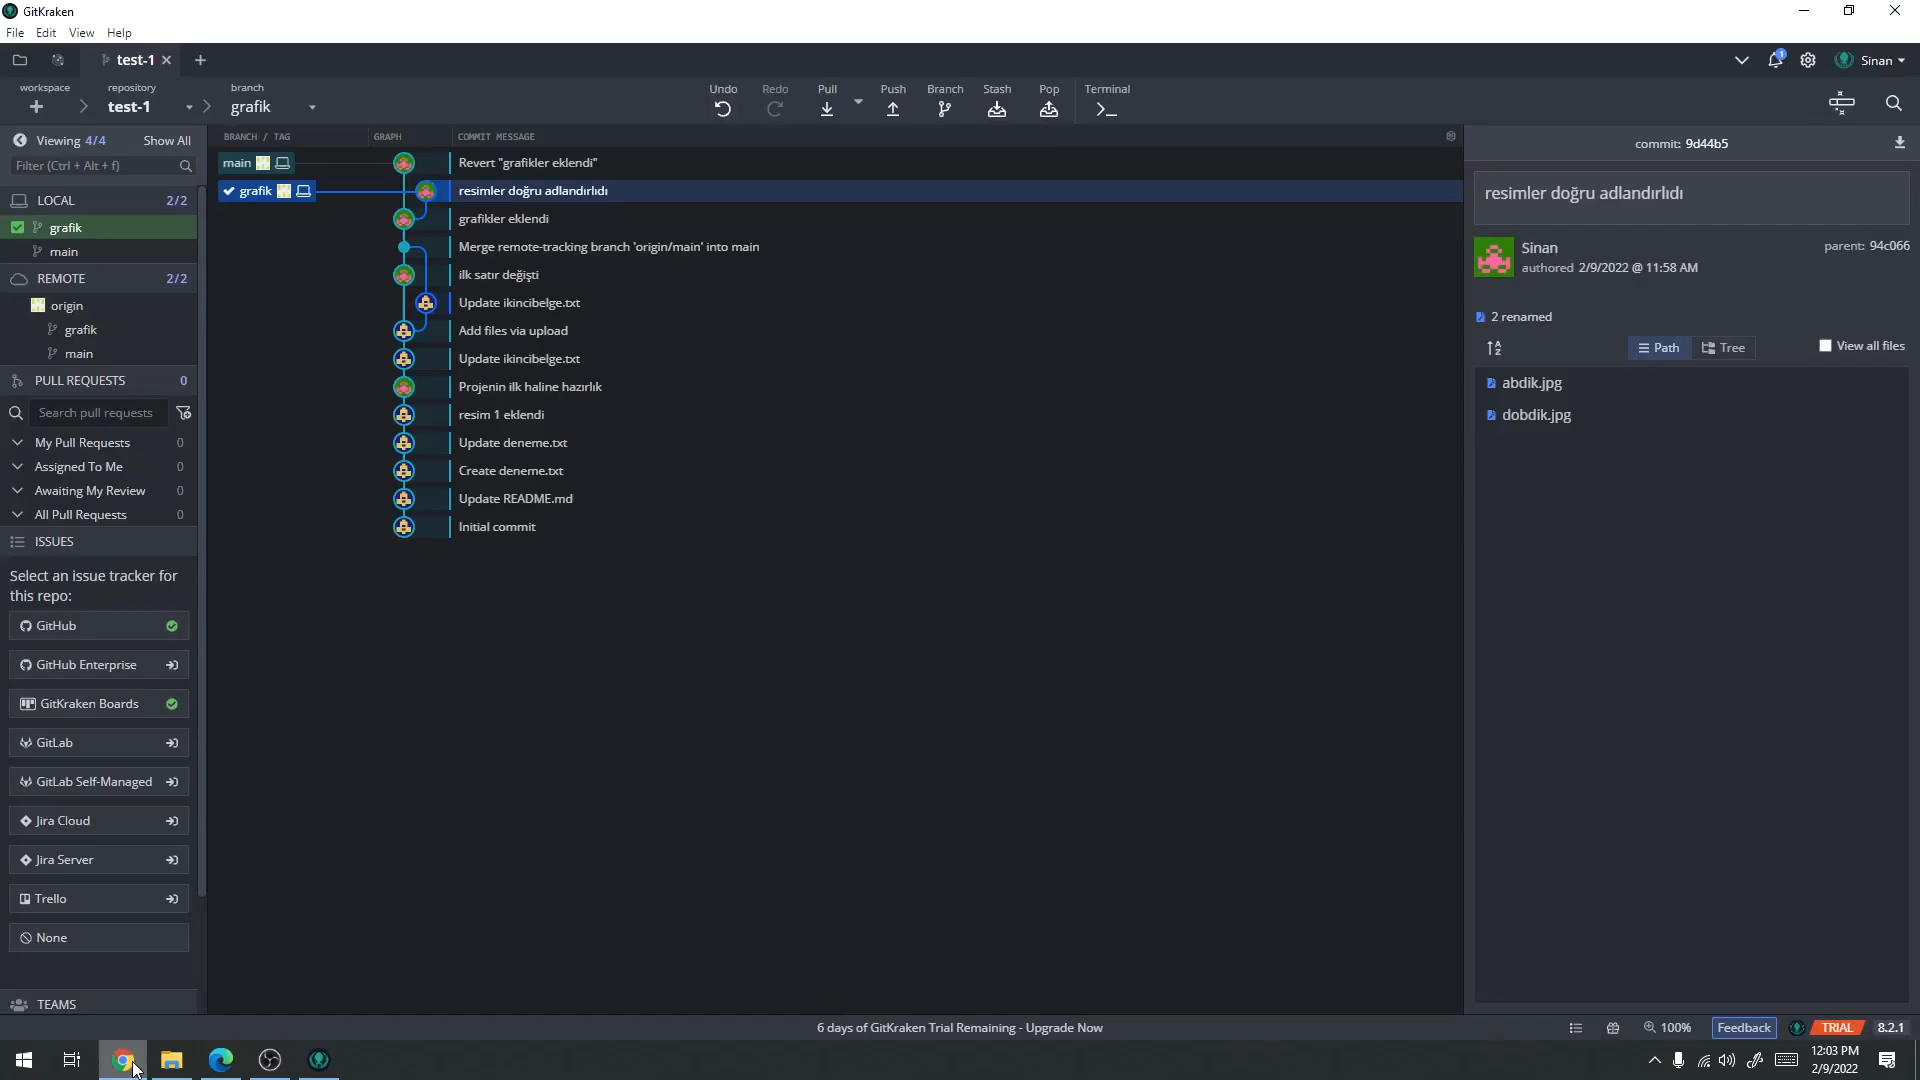 GitKraken
File Edit View Help
test-1
Sinan
workspace
repository
test-1
branch
grafik
Undo
Redo
Pull
Push
Branch
Stash
Pop
Terminal
Viewing 4/4 Show All
Filter (Ctrl + Alt + f)
LOCAL 2/2
grafik
main
REMOTE 2/2
origin
grafik
main
PULL REQUESTS 0
Search pull requests
My Pull Requests 0
Assigned To Me 0
Awaiting My Review 0
All Pull Requests 0
ISSUES
Select an issue tracker for
this repo:
GitHub
GitHub Enterprise
GitKraken Boards
GitLab
GitLab Self-Managed
Jira Cloud
Jira Server
Trello
None
TEAMS
BRANCH / TAG GRAPH COMMIT MESSAGE
main Revert "grafikler eklendi"
grafik resimler doğru adlandırlıdı
grafikler eklendi
Merge remote-tracking branch 'origin/main' into main
ilk satır değişti
Update ikincibelge.txt
Add files via upload
Update ikincibelge.txt
Projenin ilk haline hazırlık
resim 1 eklendi
Update deneme.txt
Create deneme.txt
Update README.md
Initial commit
commit: 9d44b5
resimler doğru adlandırlıdı
Sinan parent: 94c066
authored 2/9/2022 @ 11:58 AM
2 renamed
Path Tree View all files
abdik.jpg
dobdik.jpg
6 days of GitKraken Trial Remaining - Upgrade Now
100% Feedback TRIAL 8.2.1
12:03 PM
2/9/2022